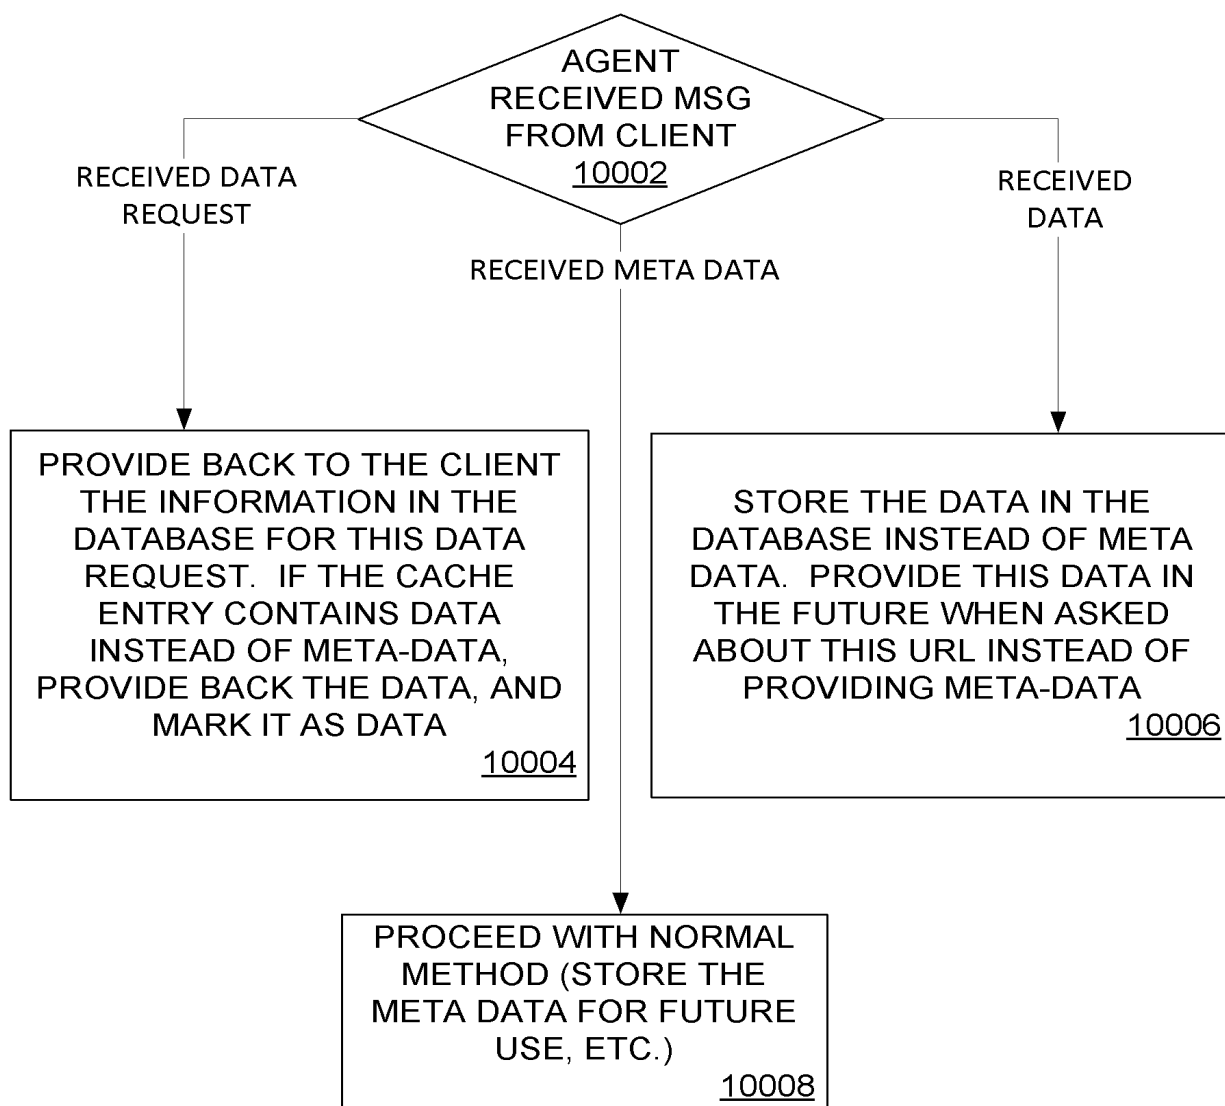 AGENT
RECEIVED MSG
FROM CLIENT
10002
RECEIVED DATA
REQUEST
RECEIVED META DATA
RECEIVED
DATA
PROVIDE BACK TO THE CLIENT
THE INFORMATION IN THE
DATABASE FOR THIS DATA
REQUEST.  IF THE CACHE
ENTRY CONTAINS DATA
INSTEAD OF META-DATA,
PROVIDE BACK THE DATA, AND
MARK IT AS DATA
10004
STORE THE DATA IN THE
DATABASE INSTEAD OF META
DATA.  PROVIDE THIS DATA IN
THE FUTURE WHEN ASKED
ABOUT THIS URL INSTEAD OF
PROVIDING META-DATA
10006
PROCEED WITH NORMAL
METHOD (STORE THE
META DATA FOR FUTURE
USE, ETC.)
10008